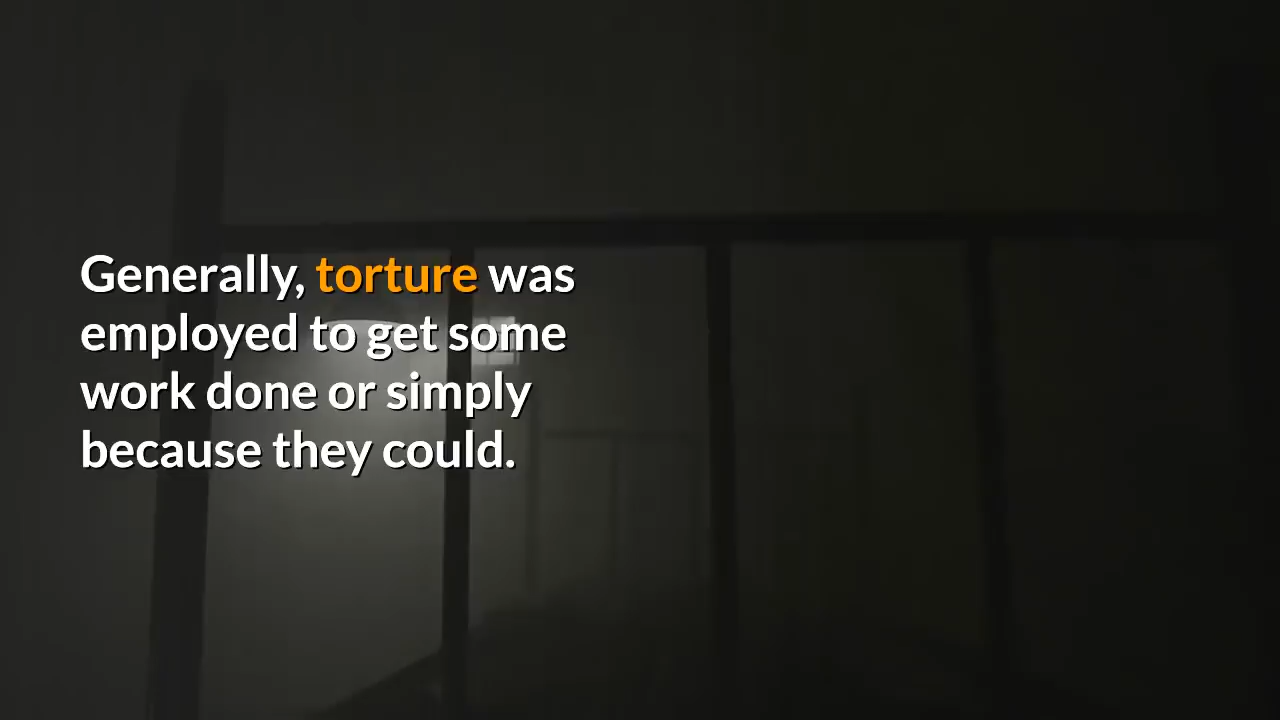 Generally, torture was
employed to get some
work done or simply
because they could.